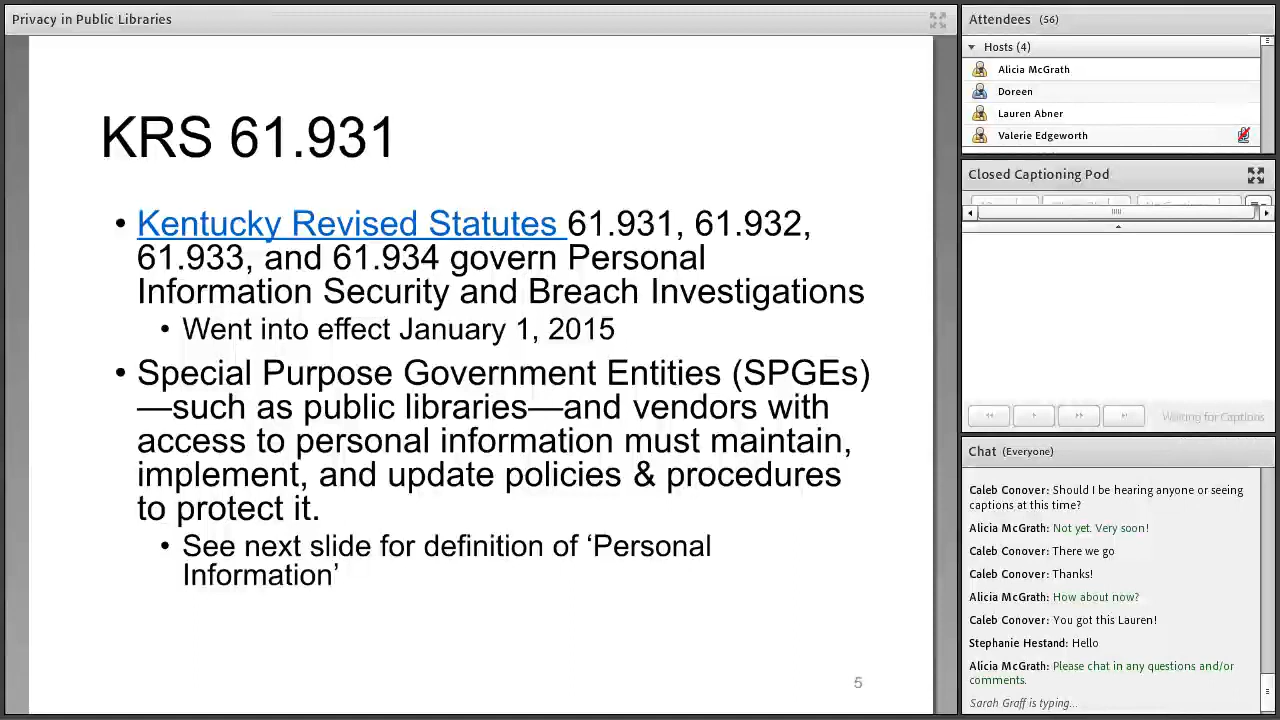 Privacy in Public Libraries
KRS 61.931
• Kentucky Revised Statutes 61.931, 61.932,
61.933, and 61.934 govern Personal
Information Security and Breach Investigations
• Went into effect January 1, 2015
• Special Purpose Government Entities (SPGEs)
—such as public libraries—and vendors with
access to personal information must maintain,
implement, and update policies & procedures
to protect it.
• See next slide for definition of ‘Personal
Information’
5
Attendees (56)
Hosts (4)
Alicia McGrath
Doreen
Lauren Abner
Valerie Edgeworth
Closed Captioning Pod
Waiting for Captions
Chat (Everyone)
Caleb Conover: Should I be hearing anyone or seeing
captions at this time?
Alicia McGrath: Not yet. Very soon!
Caleb Conover: There we go
Caleb Conover: Thanks!
Alicia McGrath: How about now?
Caleb Conover: You got this Lauren!
Stephanie Hestand: Hello
Alicia McGrath: Please chat in any questions and/or
comments.
Sarah Graff is typing...